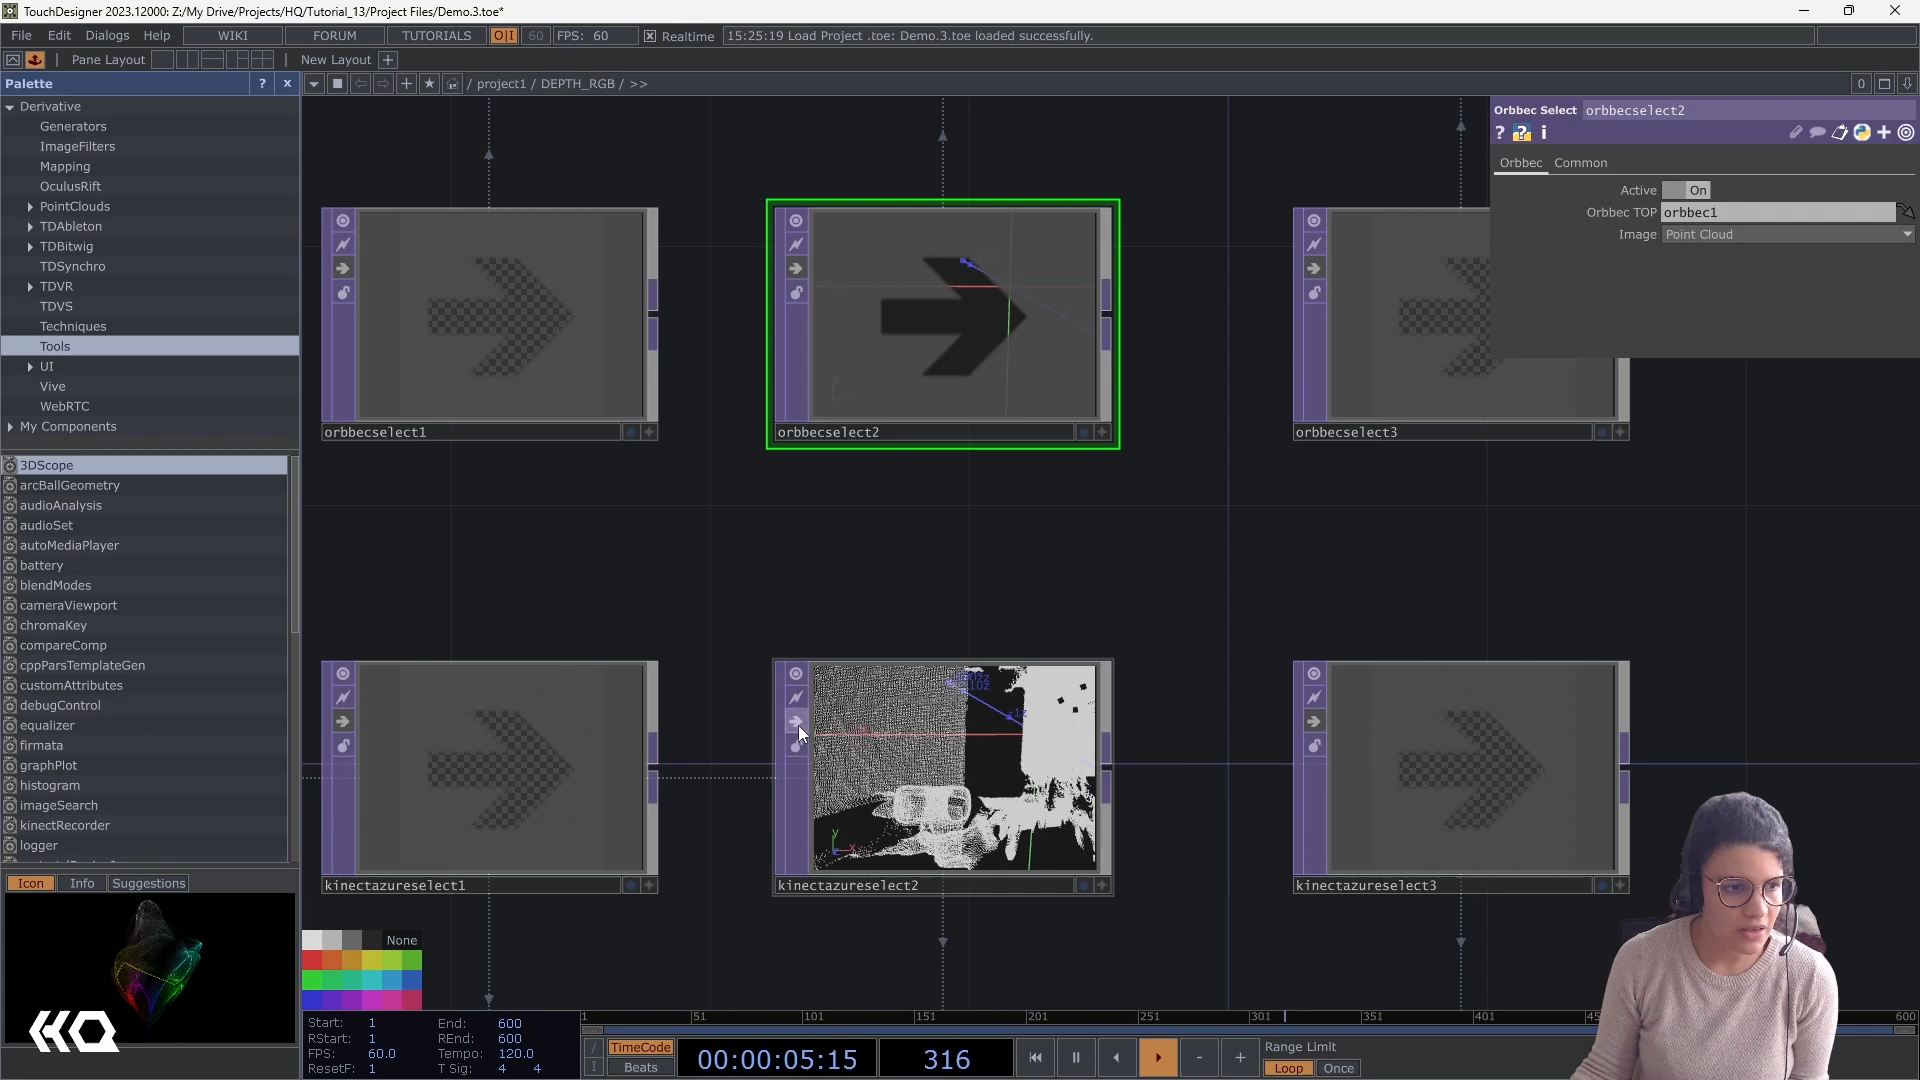 TouchDesigner 2023.12000: Z:/My Drive/Projects/HQ/Tutorial_13/Project Files/Demo.3.toe*
File Edit Dialogs Help WIKI FORUM TUTORIALS O|I 60 FPS: 60 Realtime 15:25:19 Load Project .toe: Demo.3.toe loaded successfully.
Pane Layout New Layout +
Palette ? x
/ project1 / DEPTH_RGB / >>
0
Derivative
Generators
ImageFilters
Mapping
OculusRift
PointClouds
TDAbleton
TDBitwig
TDSynchro
TDVR
TDVS
Techniques
Tools
UI
Vive
WebRTC
My Components
3DScope
arcBallGeometry
audioAnalysis
audioSet
autoMediaPlayer
battery
blendModes
cameraViewport
chromaKey
compareComp
cppParsTemplateGen
customAttributes
debugControl
equalizer
firmata
graphPlot
histogram
imageSearch
kinectRecorder
logger
Icon Info Suggestions
HQ
Orbbec Select orbbecselect2
? ? i
Orbbec Common
Active On
Orbbec TOP orbbec1
Image Point Cloud
orbbecselect1
orbbecselect2
orbbecselect3
-1z
y
x
z
kinectazureselect1
kinectazureselect2
kinectazureselect3
None
Start: 1 End: 600
RStart: 1 REnd: 600
FPS: 60.0 Tempo: 120.0
ResetF: 1 T Sig: 4 4
1 51 101 151 201 251 301 351 401 600
TimeCode
Beats
00:00:05:15
316
- +
Range Limit
Loop Once